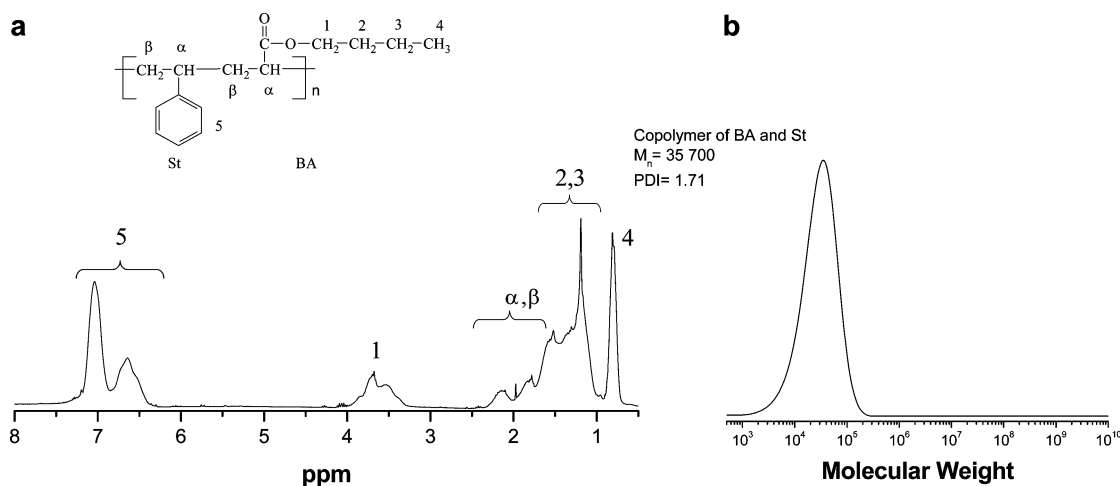 a
O
1 2 3 4
C–O–CH₂–CH₂–CH₂–CH₃
β α
CH₂–CH–CH₂–CH
β α
n
5
St BA
5
1
α,β
2,3
4
8 7 6 5 4 3 2 1
ppm
b
Copolymer of BA and St
Mn= 35 700
PDI= 1.71
10³ 10⁴ 10⁵ 10⁶ 10⁷ 10⁸ 10⁹ 10¹⁰
Molecular Weight